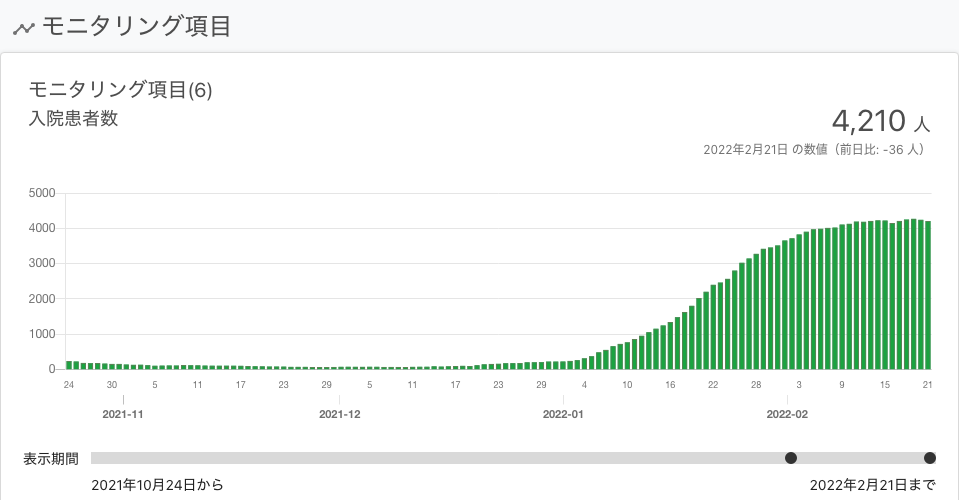 モニタリング項目
モニタリング項目(6)
入院患者数
4,210 人
2022年2月21日 の数値（前日比: -36 人）
5000
4000
3000
2000
1000
0
24 30 5 11 17 23 29 5 11 17 23 29 4 10 16 22 28 3 9 15 21
2021-11 2021-12 2022-01 2022-02
表示期間
2021年10月24日から 2022年2月21日まで